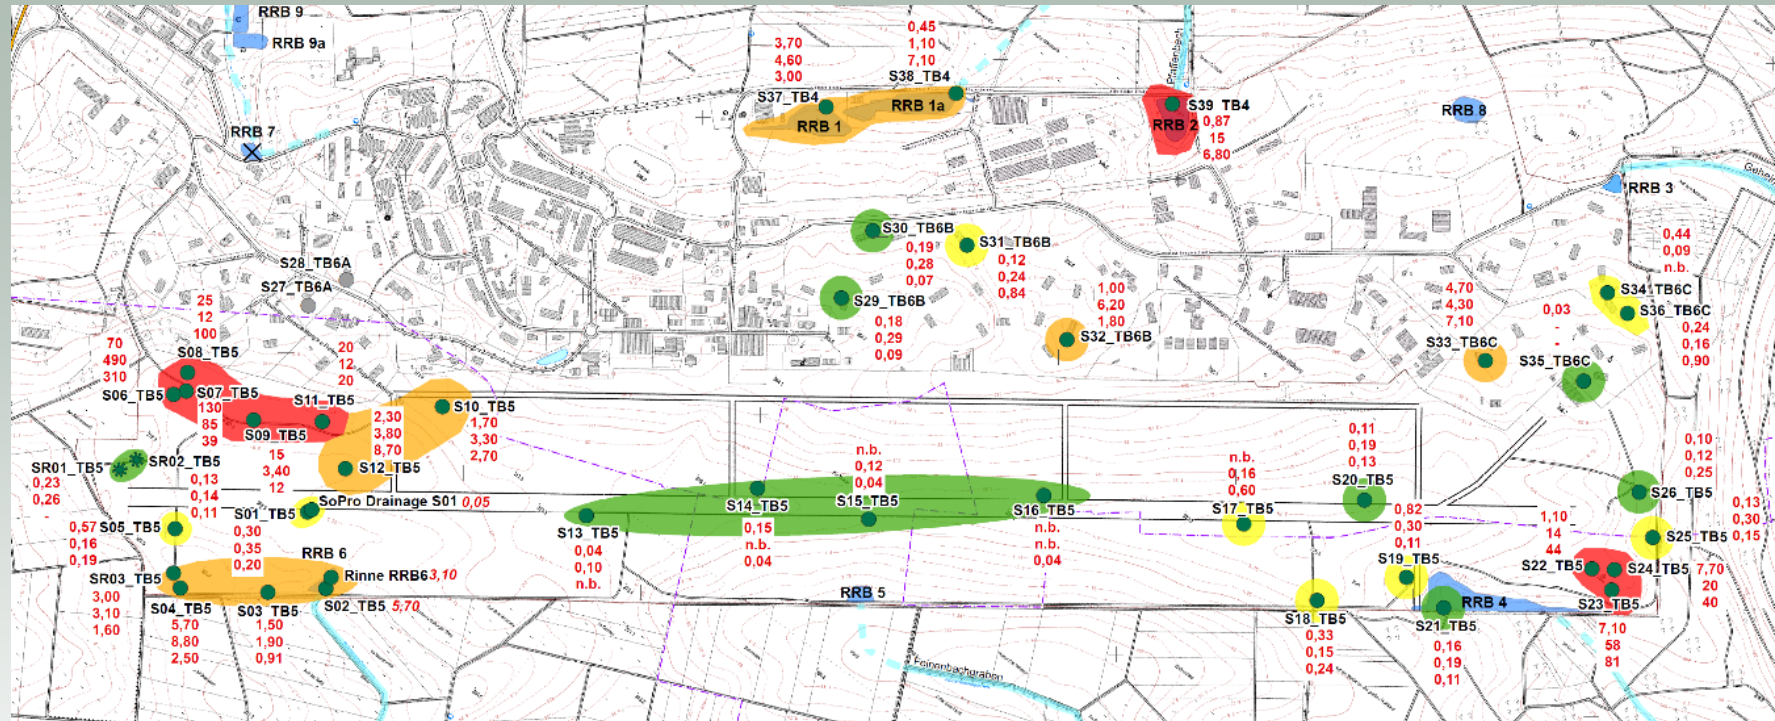 RRB 9
RRB 9a
RRB 7
3,70
4,60
3,00
S37_TB4
0,45
1,10
7,10
S38_TB4
RRB 1a
RRB 1
S39_TB4
RRB 2
0,87
15
6,80
RRB 8
RRB 3
S28_TB6A
S27_TB6A
S30_TB6B
0,19
0,28
0,07
S31_TB6B
0,12
0,24
0,84
S29_TB6B
0,18
0,29
0,09
1,00
6,20
1,80
S32_TB6B
4,70
4,30
7,10
S33_TB6C
0,03
-
-
S35_TB6C
0,44
0,09
n.b.
S34_TB6C
S36_TB6C
0,24
0,16
0,90
25
12
100
S08_TB5
70
490
310
S06_TB5
S07_TB5
130
85
39
20
12
20
S11_TB5
S09_TB5
15
3,40
12
2,30
3,80
8,70
S12_TB5
S10_TB5
1,70
3,30
2,70
SR01_TB5
0,23
0,26
SR02_TB5
0,13
0,14
0,11
SoPro Drainage S01 0,05
S01_TB5
0,30
0,35
0,20
S05_TB5
0,57
0,16
0,19
RRB 6
Rinne RRB6 3,10
SR03_TB5
3,00
3,10
1,60
S04_TB5
5,70
8,80
2,50
S03_TB5
1,50
1,90
0,91
S02_TB5 5,70
S13_TB5
0,04
0,10
n.b.
S14_TB5
0,15
n.b.
0,04
n.b.
0,12
0,04
S15_TB5
S16_TB5
n.b.
n.b.
0,04
RRB 5
Feinenbachgraben
n.b.
0,16
0,60
S17_TB5
0,11
0,19
0,13
S20_TB5
0,82
0,30
0,11
S19_TB5
S18_TB5
0,33
0,15
0,24
RRB 4
S21_TB5
0,16
0,19
0,11
1,10
14
44
S22_TB5
S24_TB5
7,70
20
40
S23_TB5
7,10
58
81
0,10
0,12
0,25
S26_TB5
S25_TB5
0,13
0,30
0,15